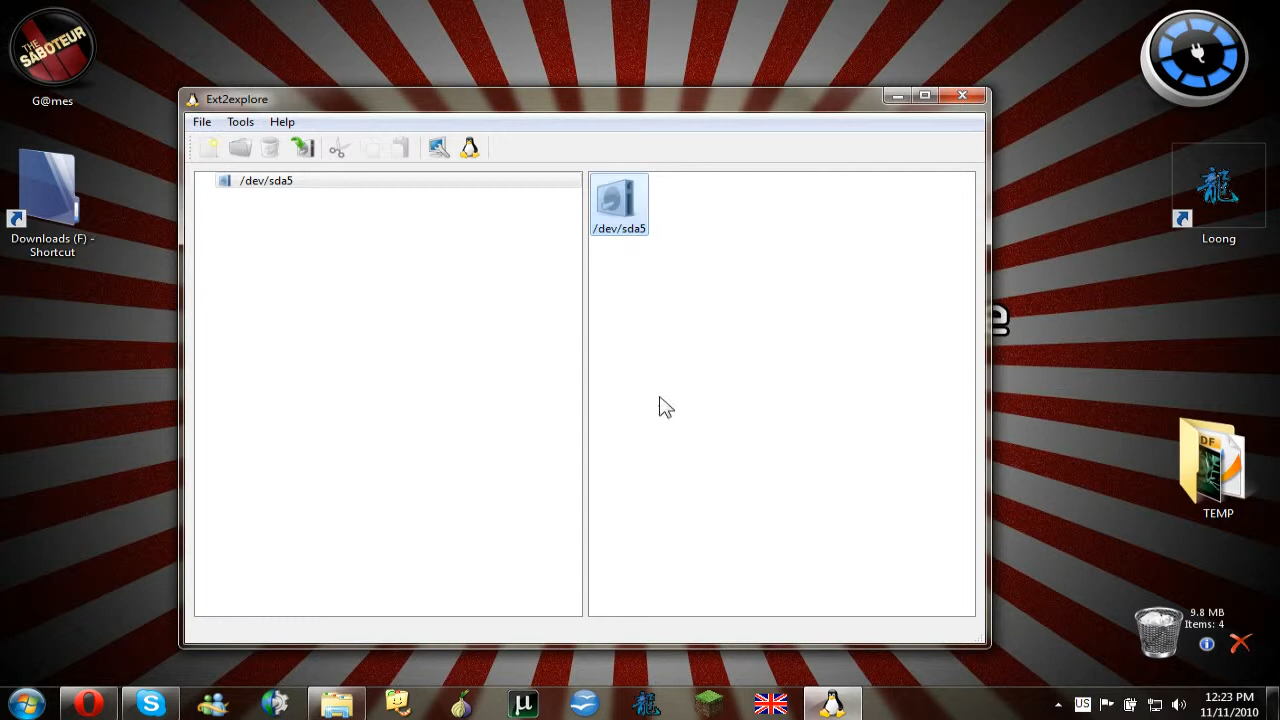 THE
SABOTEUR
G@mes
Downloads (F) -
Shortcut
Ext2explore
File Tools Help
/dev/sda5
/dev/sda5
龍
Loong
e
DF
TEMP
9.8 MB
Items: 4
US
12:23 PM
11/11/2010